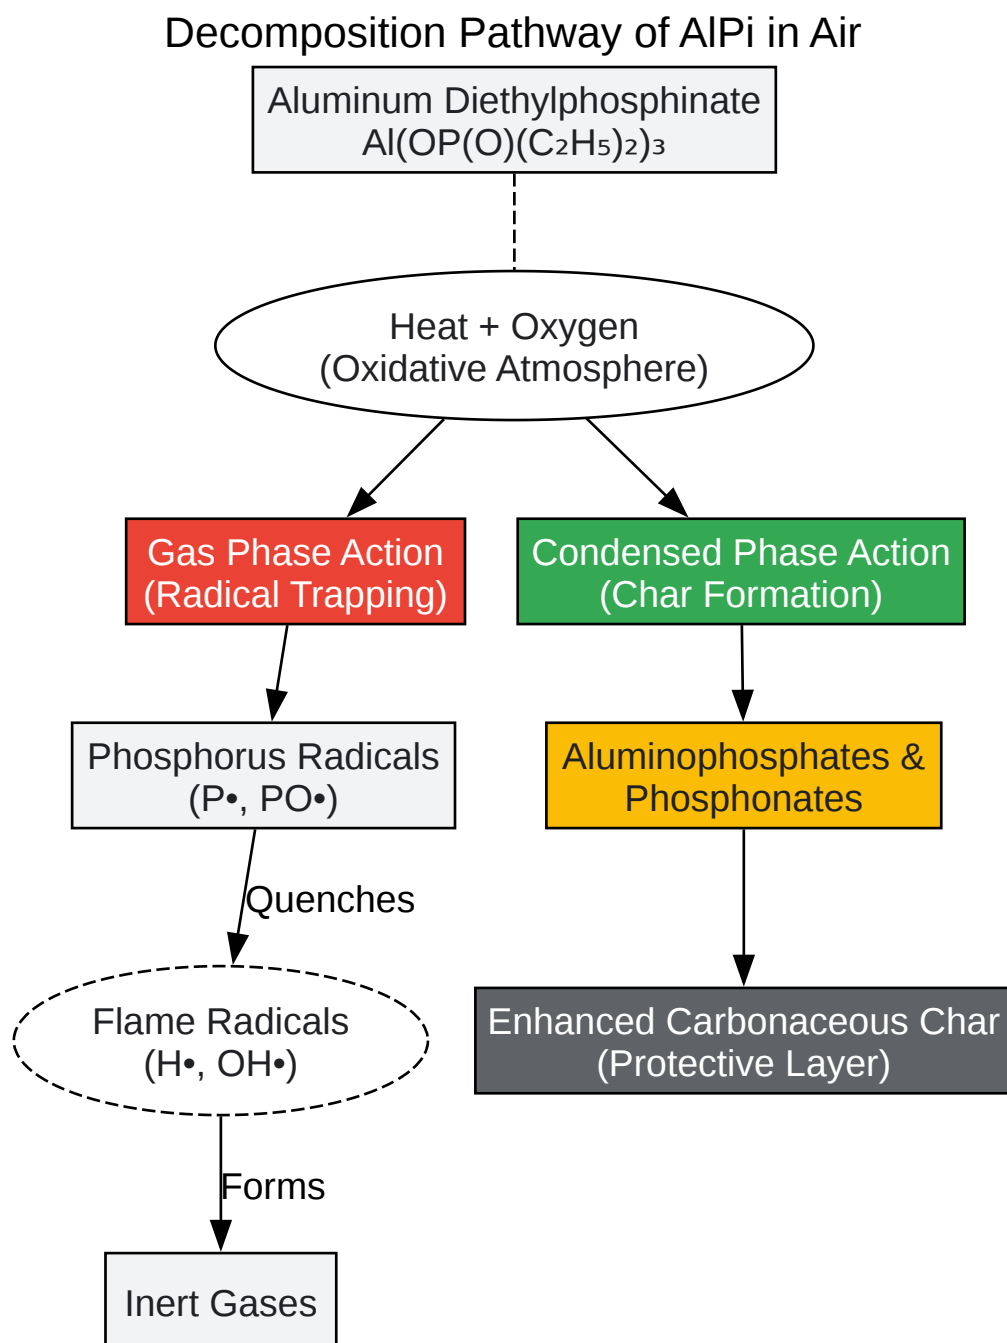 Decomposition Pathway of AlPi in Air
Aluminum Diethylphosphinate
Al(OP(O)(C₂H₅)₂)₃
Heat + Oxygen
(Oxidative Atmosphere)
Gas Phase Action
(Radical Trapping)
Condensed Phase Action
(Char Formation)
Phosphorus Radicals
(P•, PO•)
Aluminophosphates &
Phosphonates
Quenches
Flame Radicals
(H•, OH•)
Enhanced Carbonaceous Char
(Protective Layer)
Forms
Inert Gases